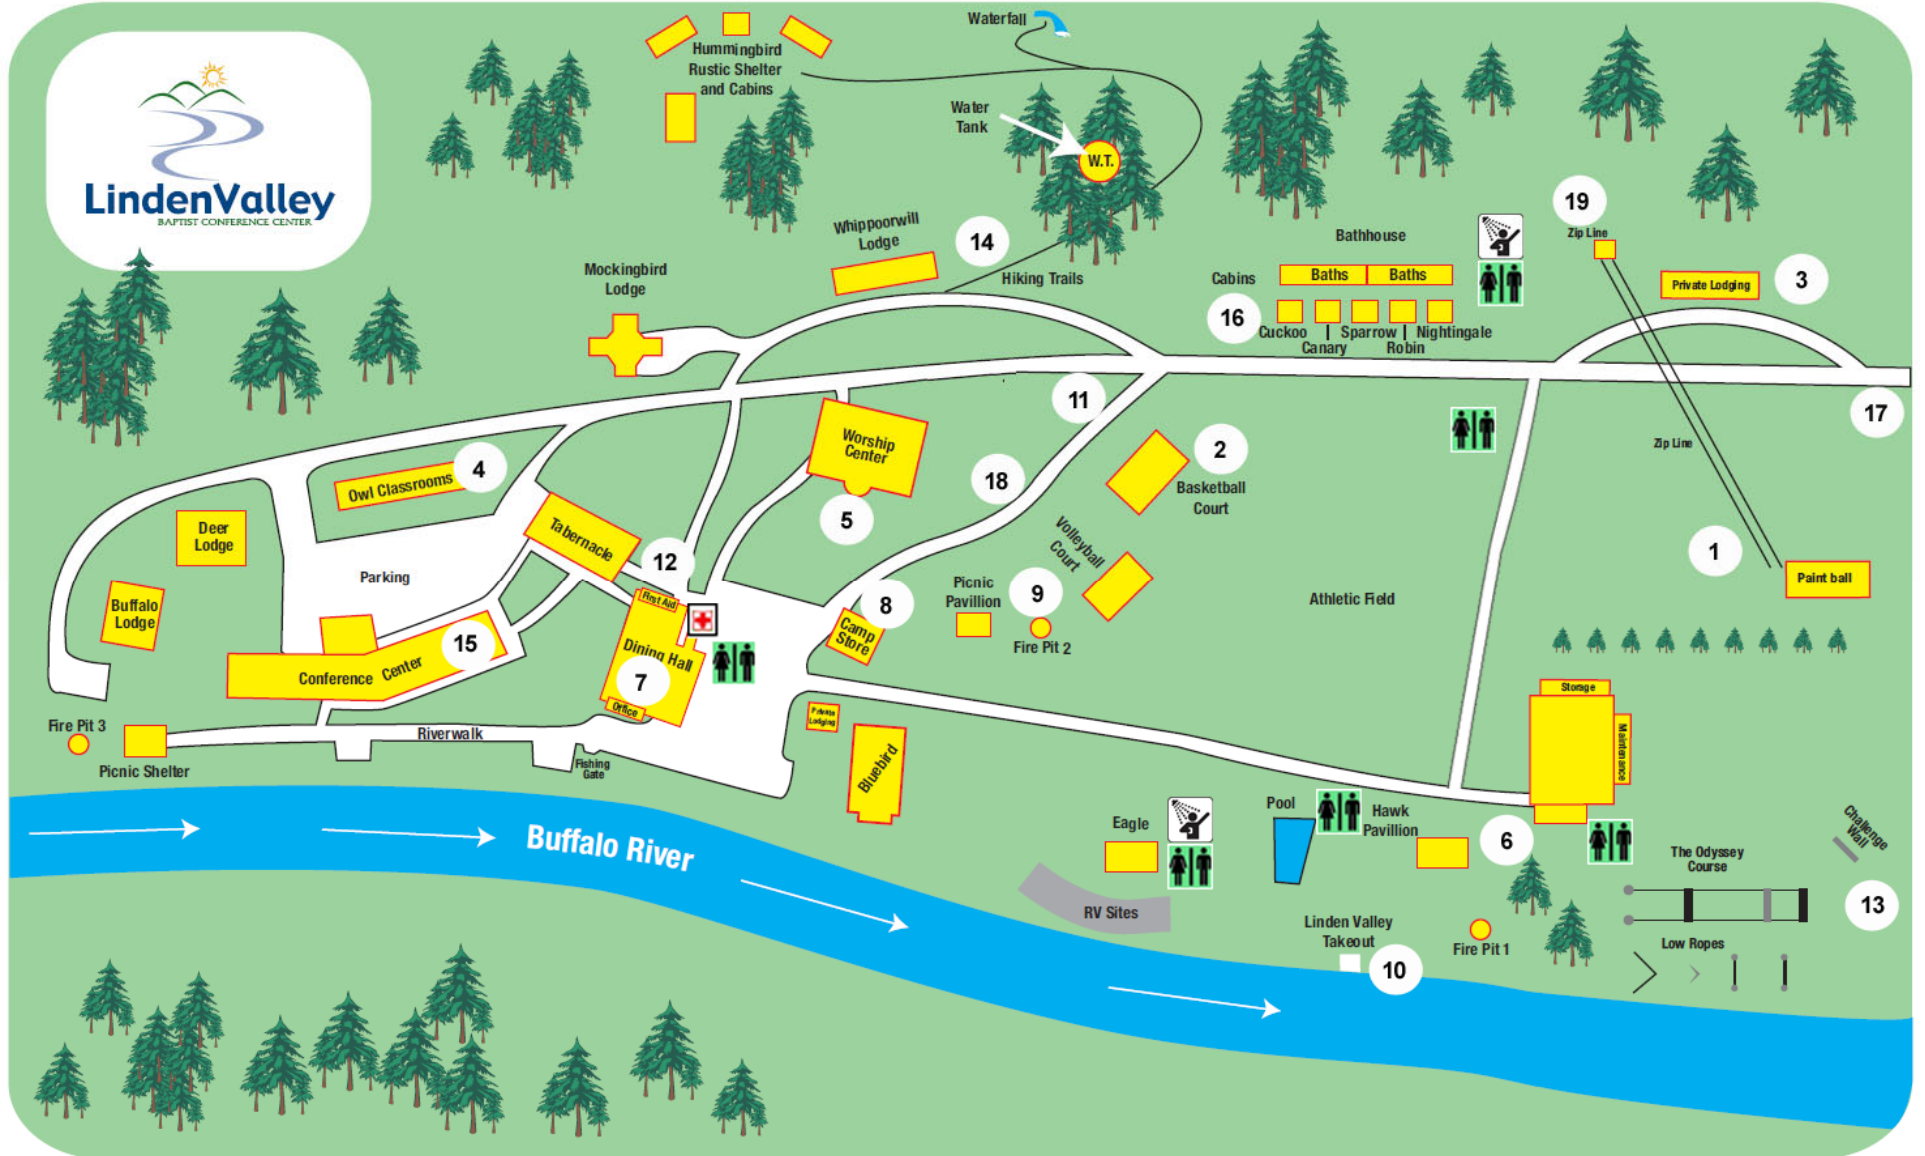 Waterfall
Hummingbird
Rustic Shelter
and Cabins
LindenValley
BAPTIST CONFERENCE CENTER
Water
Tank
W.T.
19
Zip Line
Whippoorwill
Lodge
14
Hiking Trails
Bathhouse
Cabins
Baths
Baths
Private Lodging
3
Mockingbird
Lodge
16
Cuckoo
Sparrow
Nightingale
Canary
Robin
11
17
Zip Line
Worship
Center
2
Basketball
Court
4
Owl Classrooms
18
5
Deer
Lodge
Tabernacle
12
Volleyball
Court
1
Paint ball
Parking
Picnic
Pavillion
9
Fire Pit 2
Athletic Field
Buffalo
Lodge
First Aid
8
Camp
Store
15
Conference Center
Dining Hall
7
Office
Storage
Maintenance
Private
Lodging
Fire Pit 3
Riverwalk
Picnic Shelter
Fishing
Gate
Bluebird
Eagle
Pool
Hawk
Pavillion
6
Challenge
Wall
The Odyssey
Course
13
Buffalo River
RV Sites
Linden Valley
Takeout
10
Fire Pit 1
Low Ropes